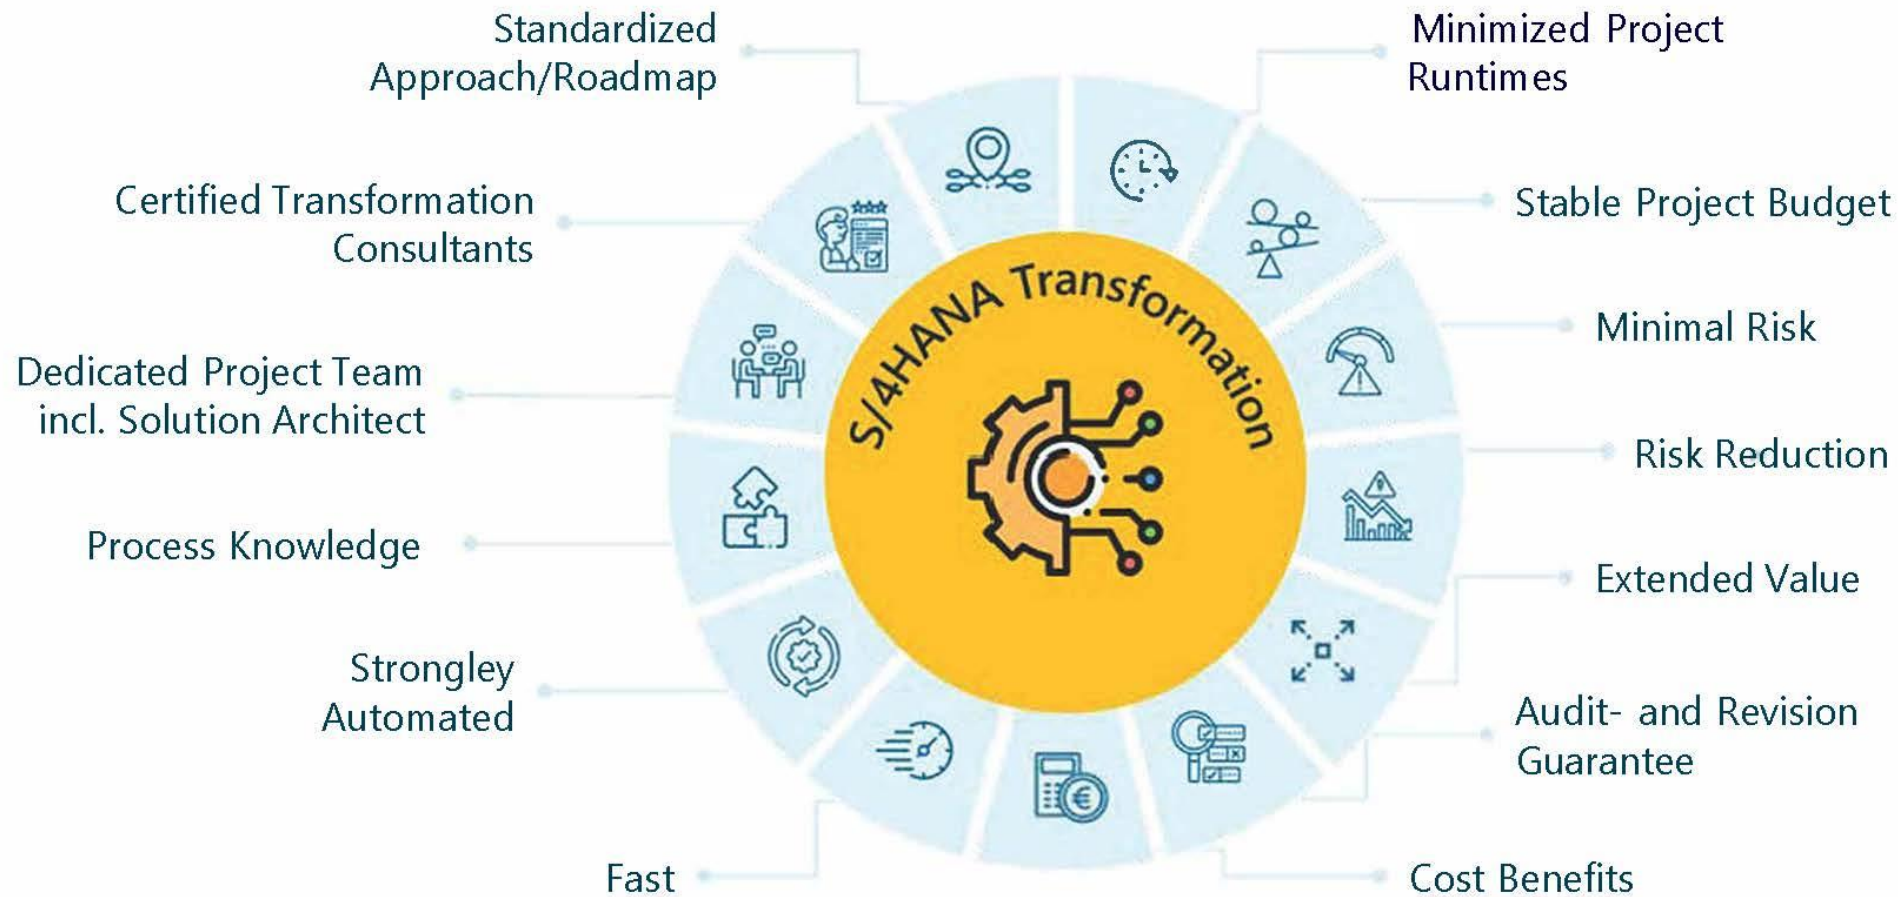 Standardized
Approach/Roadmap
Minimized Project
Runtimes
Certified Transformation
Consultants
Stable Project Budget
S/4HANA Transformation
Minimal Risk
Dedicated Project Team
incl. Solution Architect
Risk Reduction
Process Knowledge
Extended Value
Strongley
Automated
Audit- and Revision
Guarantee
Fast
Cost Benefits